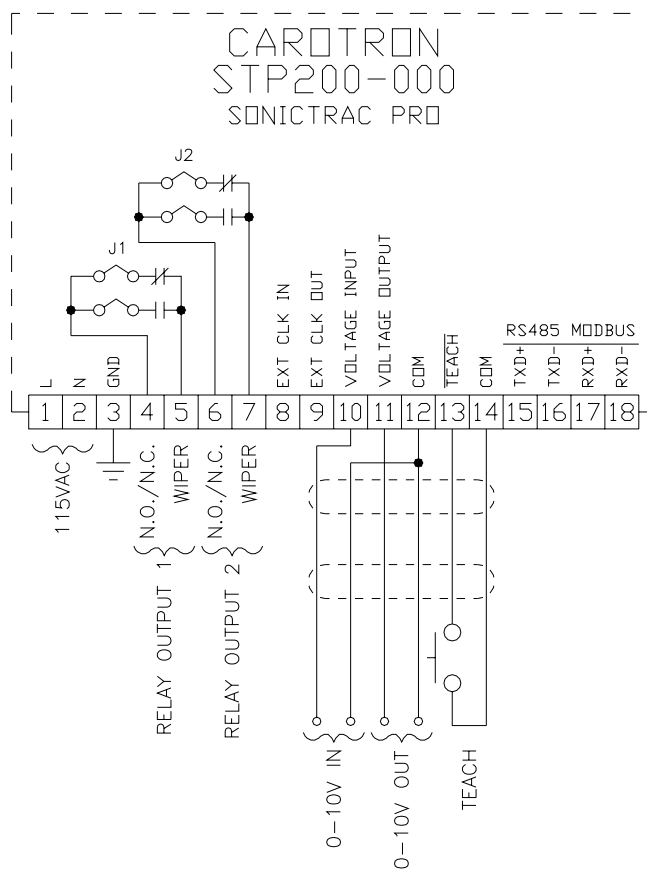 CAROTRON
STP200-000
SONICTRAC PRO
J2
J1
L
N
GND
EXT CLK IN
EXT CLK OUT
VOLTAGE INPUT
VOLTAGE OUTPUT
COM
TEACH
COM
RS485 MODBUS
TXD+
TXD-
RXD+
RXD-
1 2 3 4 5 6 7 8 9 10 11 12 13 14 15 16 17 18
115VAC
N.O./N.C.
WIPER
N.O./N.C.
WIPER
RELAY OUTPUT 1
RELAY OUTPUT 2
0-10V IN
0-10V OUT
TEACH